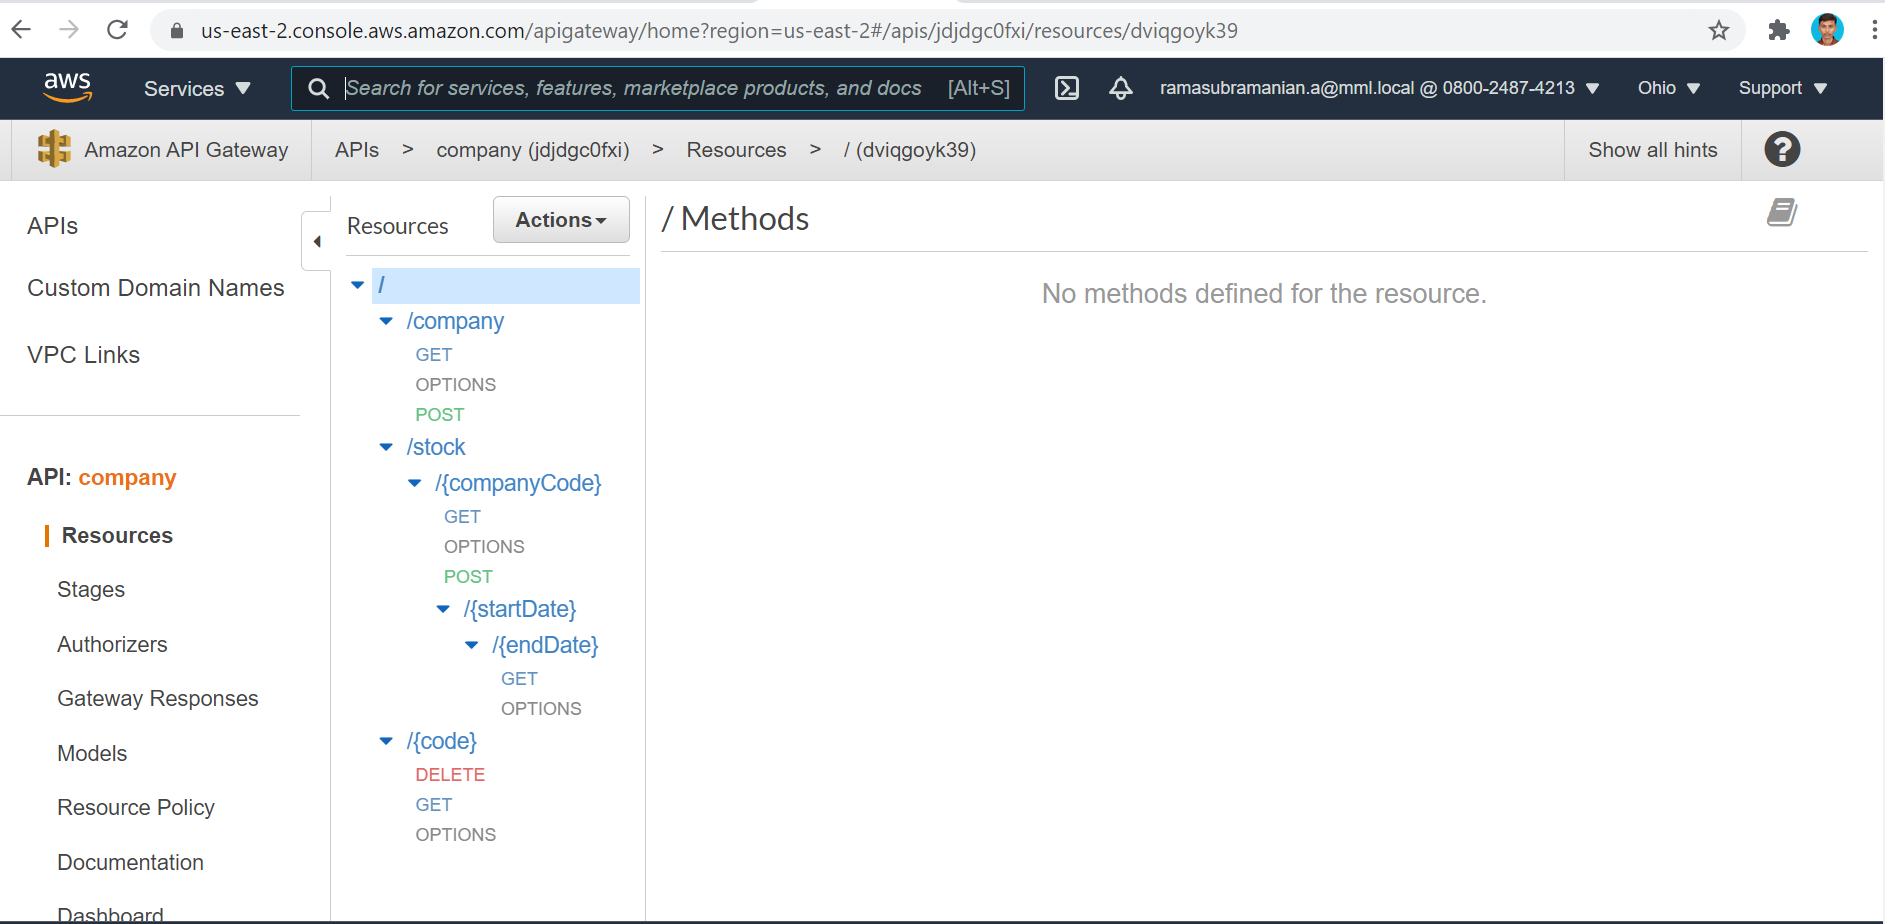 us-east-2.console.aws.amazon.com/apigateway/home?region=us-east-2#/apis/jdjdgc0fxi/resources/dviqgoyk39
aws Services ▼ Search for services, features, marketplace products, and docs [Alt+S] ramasubramanian.a@mml.local @ 0800-2487-4213 ▼ Ohio ▼ Support ▼
Amazon API Gateway APIs > company (jdjdgc0fxi) > Resources > / (dviqgoyk39) Show all hints ?
APIs
Custom Domain Names
VPC Links
API: company
Resources
Stages
Authorizers
Gateway Responses
Models
Resource Policy
Documentation
Dashboard
Resources Actions
/
/company
GET
OPTIONS
POST
/stock
/{companyCode}
GET
OPTIONS
POST
/{startDate}
/{endDate}
GET
OPTIONS
/{code}
DELETE
GET
OPTIONS
/ Methods
No methods defined for the resource.